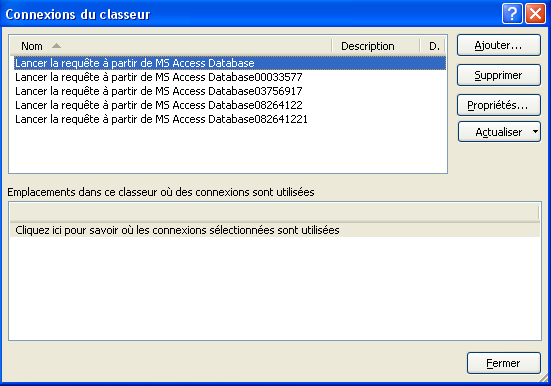 Connexions du classeur
Nom Description D.
Lancer la requête à partir de MS Access Database
Lancer la requête à partir de MS Access Database00033577
Lancer la requête à partir de MS Access Database03756917
Lancer la requête à partir de MS Access Database08264122
Lancer la requête à partir de MS Access Database082641221
Ajouter...
Supprimer
Propriétés...
Actualiser
Emplacements dans ce classeur où des connexions sont utilisées
Cliquez ici pour savoir où les connexions sélectionnées sont utilisées
Fermer